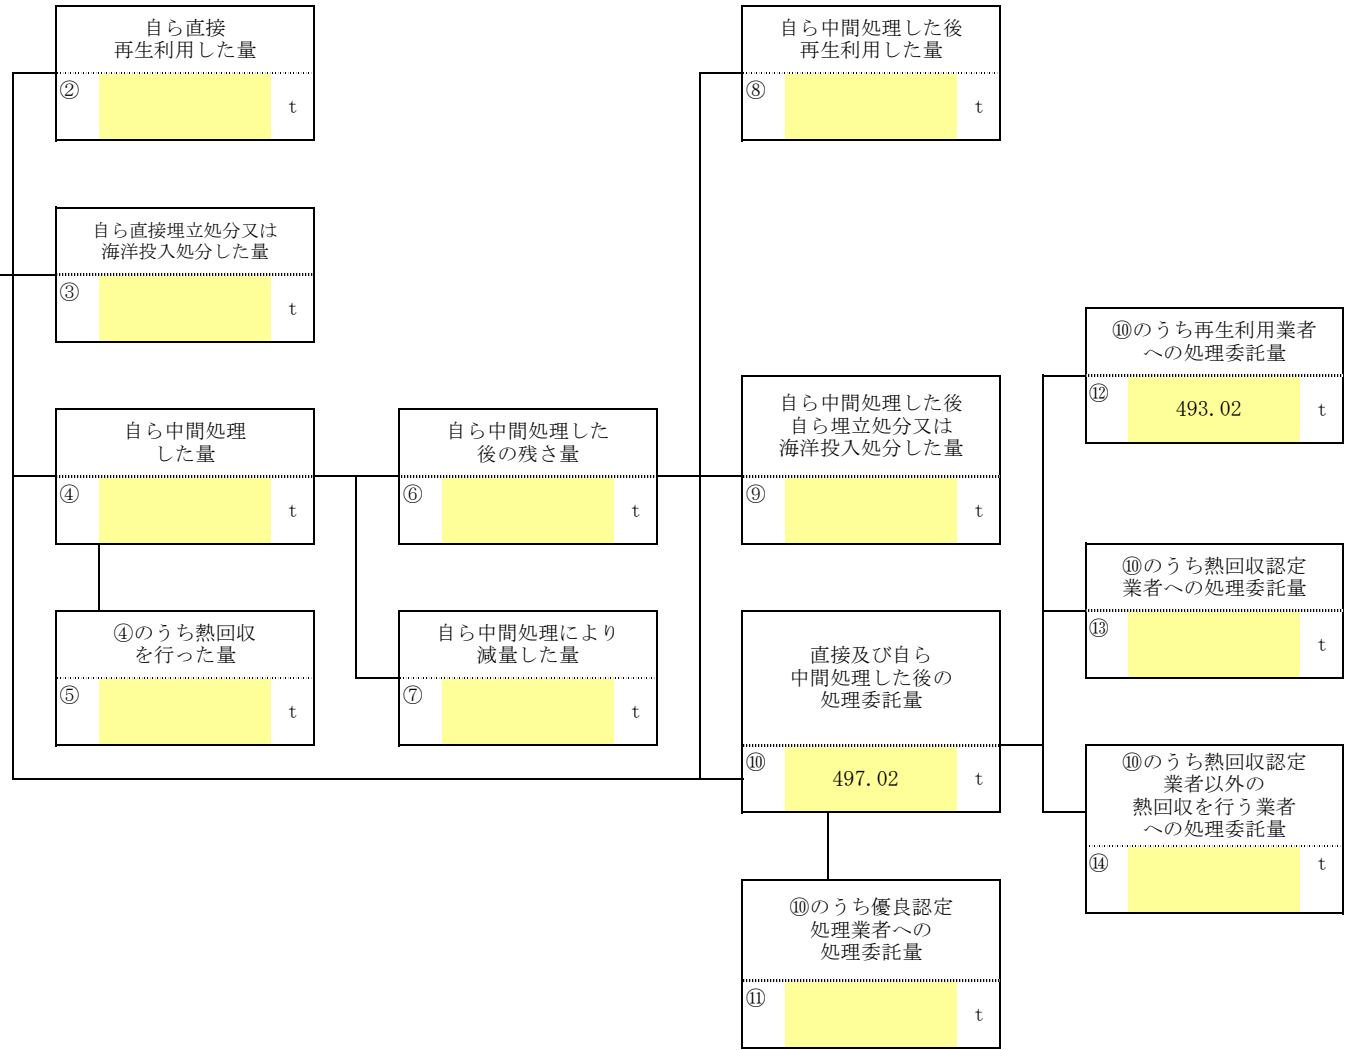 自ら直接
再生利用した量
②
t
自ら直接埋立処分又は
海洋投入処分した量
③
t
自ら中間処理
した量
④
t
④のうち熱回収
を行った量
⑤
t
自ら中間処理した
後の残さ量
⑥
t
自ら中間処理により
減量した量
⑦
t
自ら中間処理した後
再生利用した量
⑧
t
自ら中間処理した後
自ら埋立処分又は
海洋投入処分した量
⑨
t
直接及び自ら
中間処理した後の
処理委託量
⑩
497.02 t
⑩のうち優良認定
処理業者への
処理委託量
⑪
t
⑩のうち再生利用業者
への処理委託量
⑫
493.02 t
⑩のうち熱回収認定
業者への処理委託量
⑬
t
⑩のうち熱回収認定
業者以外の
熱回収を行う業者
への処理委託量
⑭
t